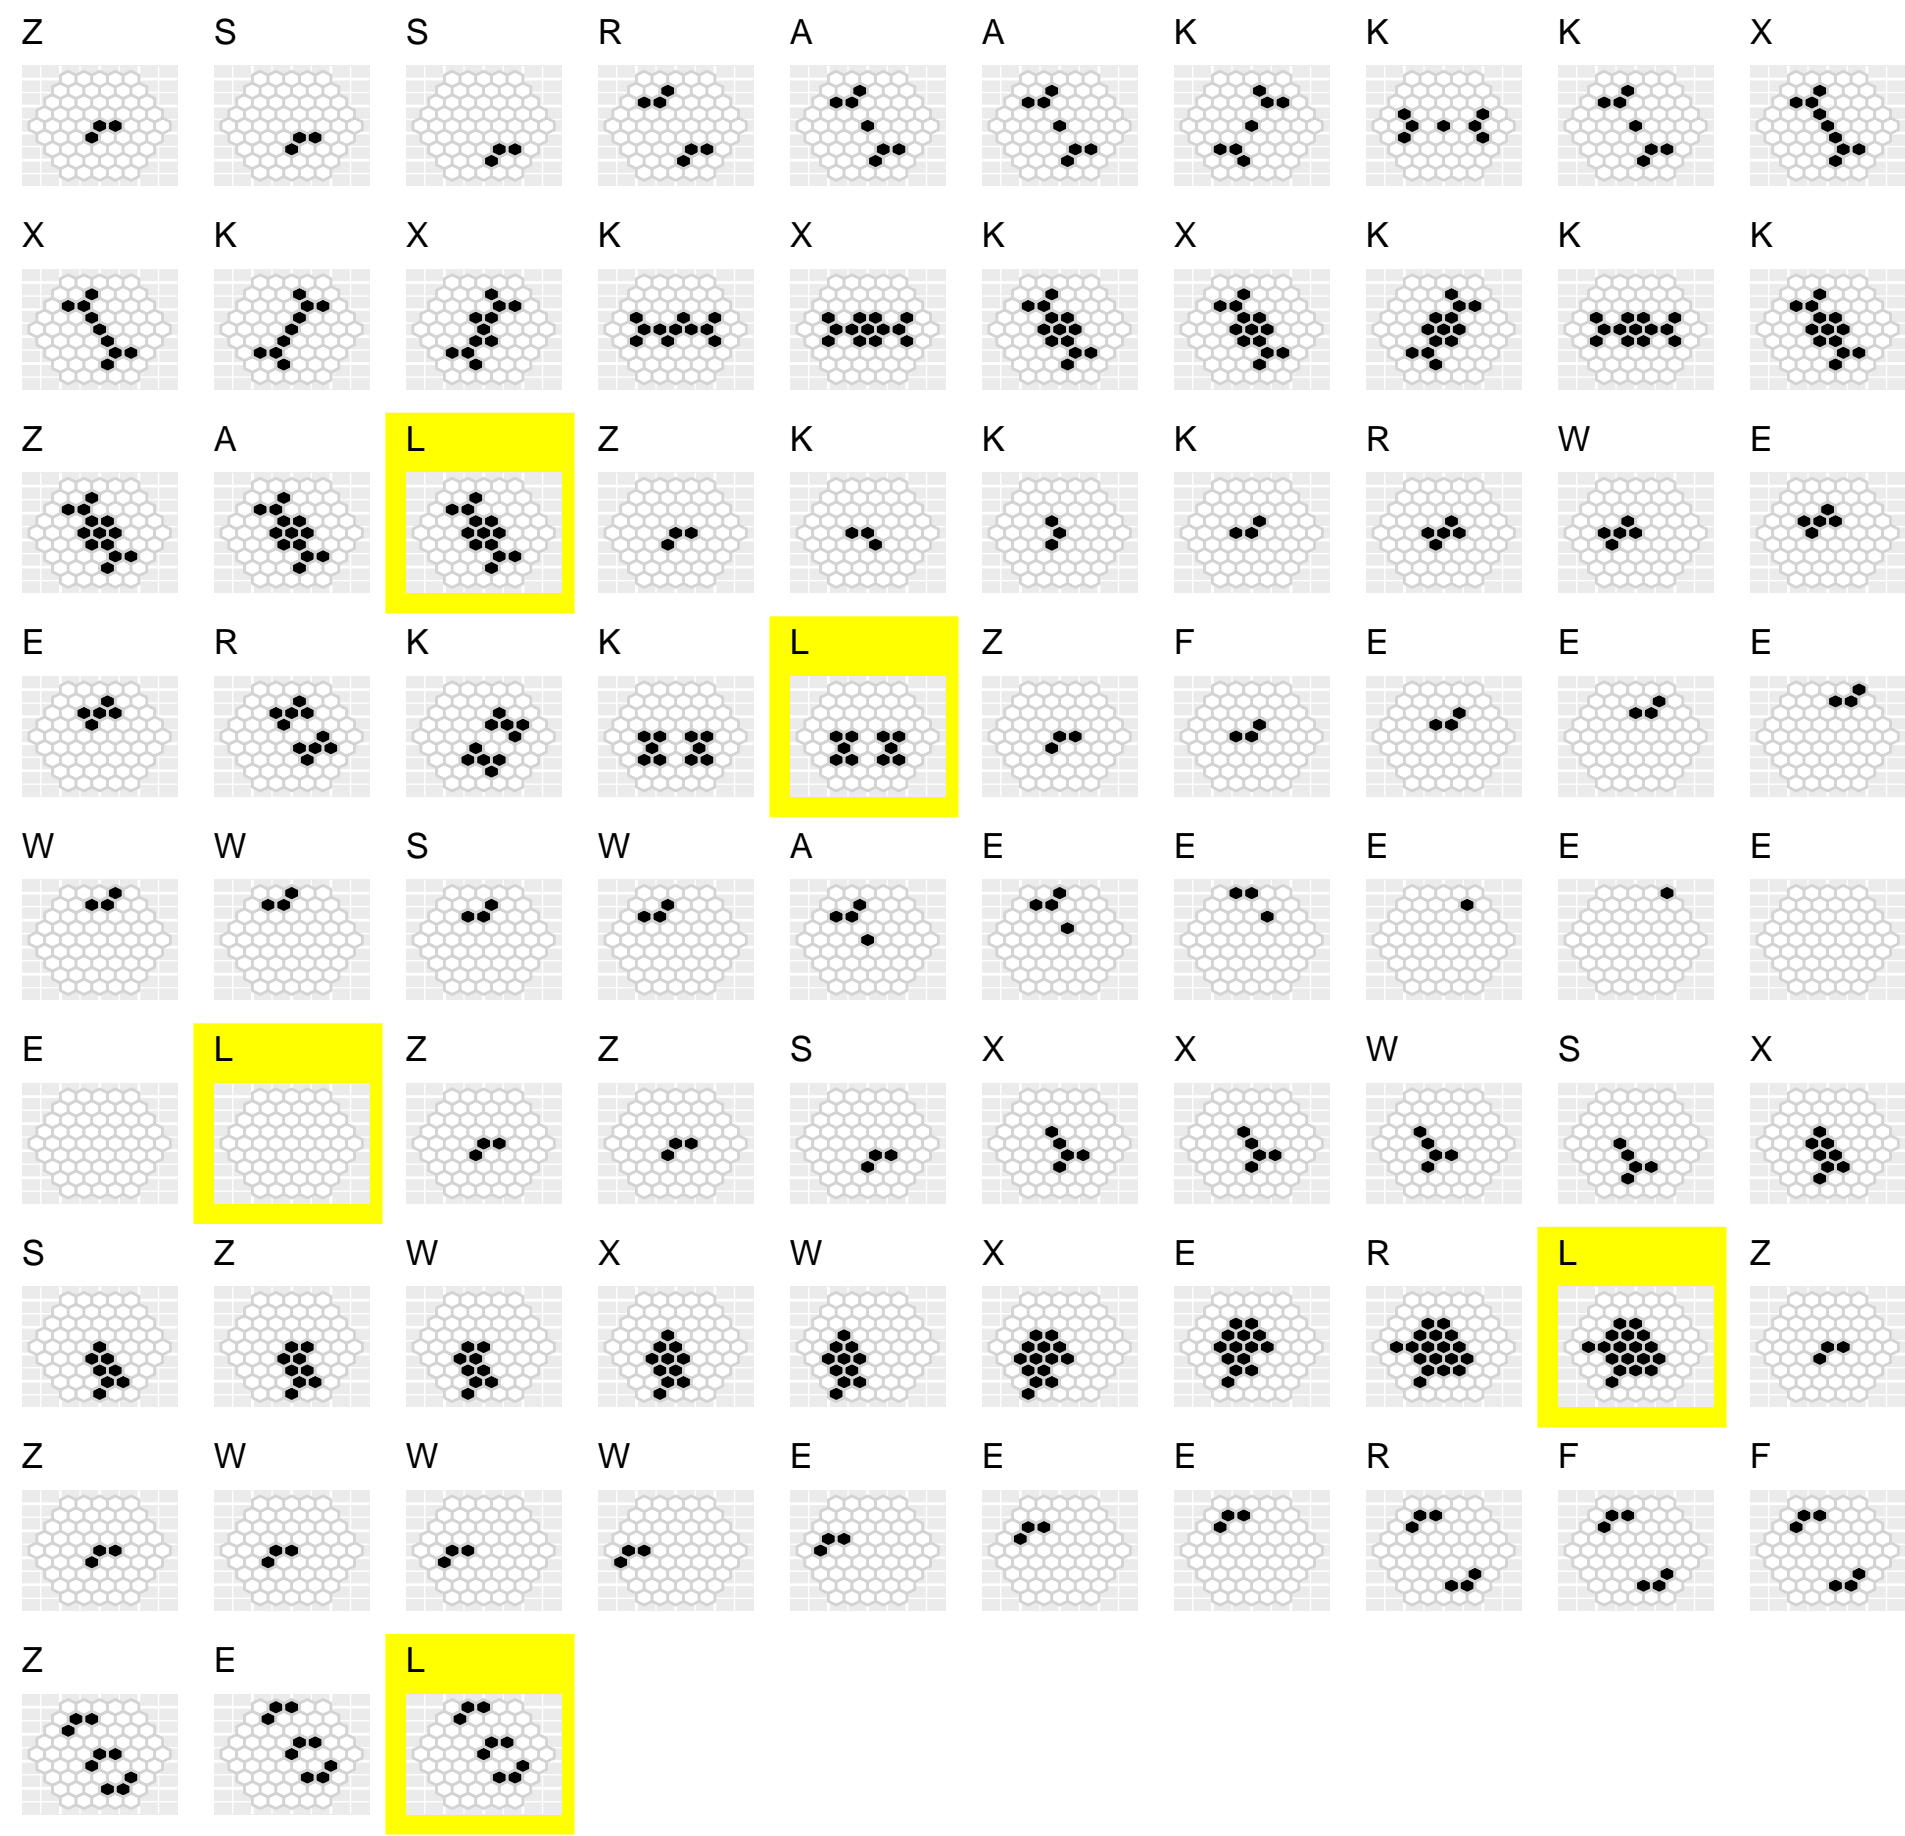 Z S S R A A K K K X
X K X K X K X K K K
Z A L Z K K K R W E
E R K K L Z F E E E
W W S W A E E E E E
E L Z Z S X X W S X
S Z W X W X E R L Z
Z W W W E E E R F F
Z E L